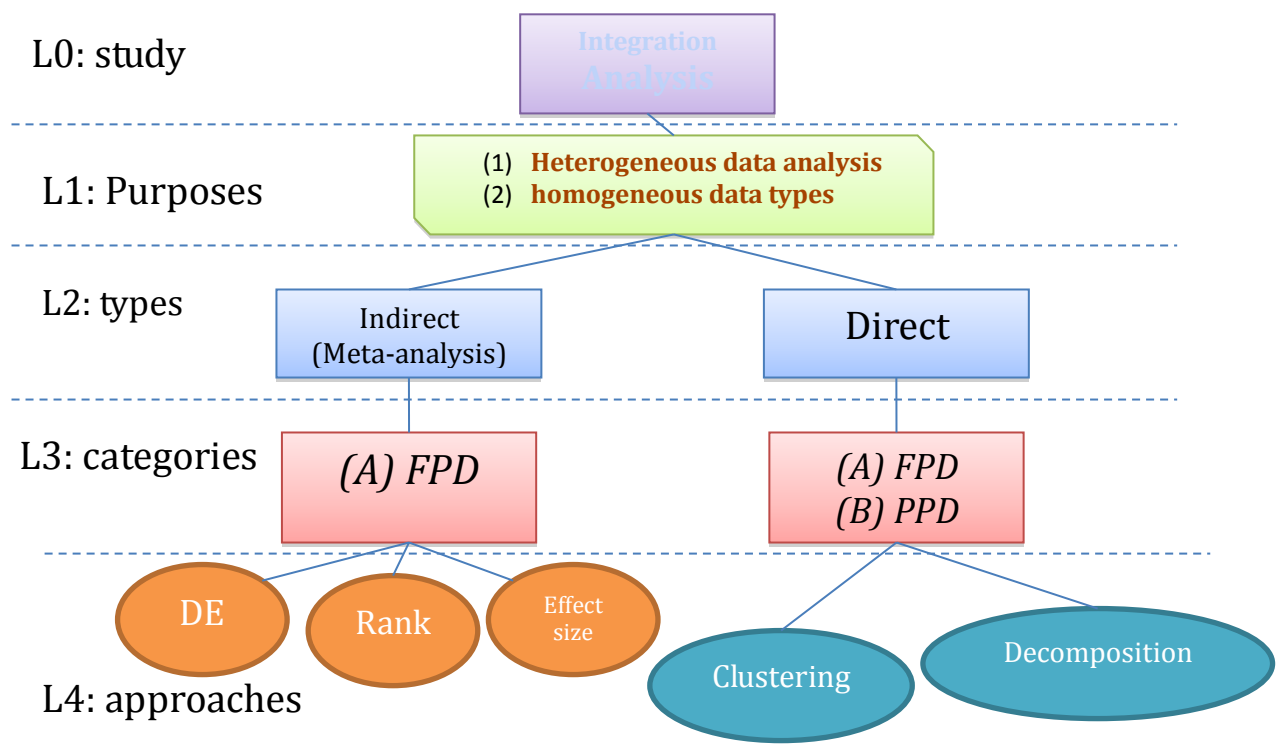 L0: study
Integration
Analysis
L1: Purposes
(1) Heterogeneous data analysis
(2) homogeneous data types
L2: types
Indirect
(Meta-analysis)
Direct
L3: categories
(A) FPD
(A) FPD
(B) PPD
DE
Rank
Effect
size
Clustering
Decomposition
L4: approaches